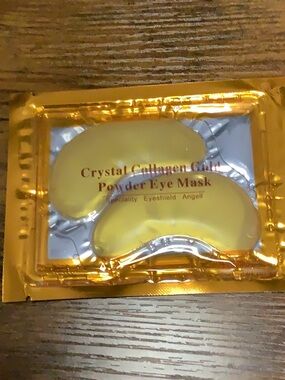 Crystal Collagen Gold
Powder Eye Mask
Speciality Eyeshield Angell